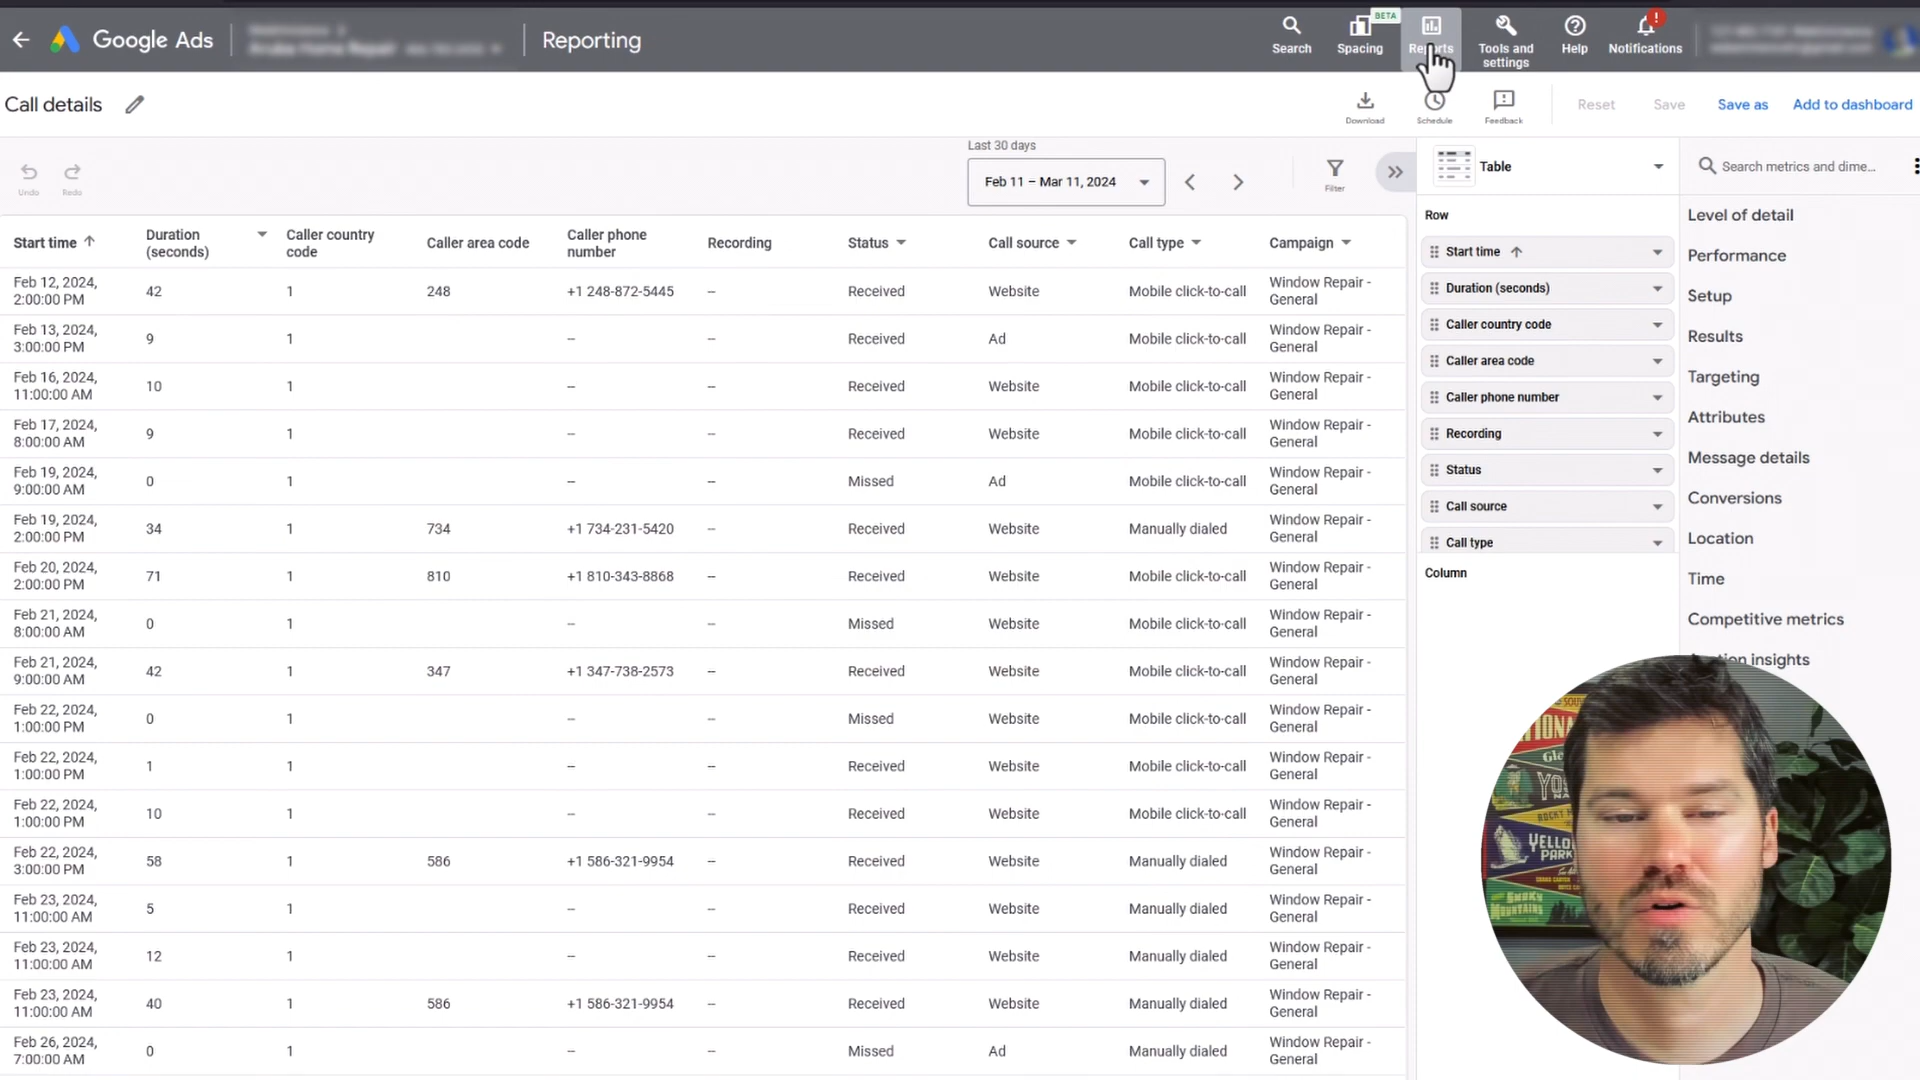 Google Ads
Reporting
Search
Spacing
BETA
Reports
Tools and
settings
Help
!
Notifications
Call details
Download
Schedule
Feedback
Reset
Save
Save as
Add to dashboard
Undo
Redo
Last 30 days
Feb 11 – Mar 11, 2024
Filter
Table
Search metrics and dime...
Start time
Duration
(seconds)
Caller country
code
Caller area code
Caller phone
number
Recording
Status
Call source
Call type
Campaign
Feb 12, 2024,
2:00:00 PM
42
1
248
+1 248-872-5445
--
Received
Website
Mobile click-to-call
Window Repair -
General
Feb 13, 2024,
3:00:00 PM
9
1
--
--
Received
Ad
Mobile click-to-call
Window Repair -
General
Feb 16, 2024,
11:00:00 AM
10
1
--
--
Received
Website
Mobile click-to-call
Window Repair -
General
Feb 17, 2024,
8:00:00 AM
9
1
--
--
Received
Website
Mobile click-to-call
Window Repair -
General
Feb 19, 2024,
9:00:00 AM
0
1
--
--
Missed
Ad
Mobile click-to-call
Window Repair -
General
Feb 19, 2024,
2:00:00 PM
34
1
734
+1 734-231-5420
--
Received
Website
Manually dialed
Window Repair -
General
Feb 20, 2024,
2:00:00 PM
71
1
810
+1 810-343-8868
--
Received
Website
Mobile click-to-call
Window Repair -
General
Feb 21, 2024,
8:00:00 AM
0
1
--
--
Missed
Website
Mobile click-to-call
Window Repair -
General
Feb 21, 2024,
9:00:00 AM
42
1
347
+1 347-738-2573
--
Received
Website
Mobile click-to-call
Window Repair -
General
Feb 22, 2024,
1:00:00 PM
0
1
--
--
Missed
Website
Mobile click-to-call
Window Repair -
General
Feb 22, 2024,
1:00:00 PM
1
1
--
--
Received
Website
Mobile click-to-call
Window Repair -
General
Feb 22, 2024,
1:00:00 PM
10
1
--
--
Received
Website
Mobile click-to-call
Window Repair -
General
Feb 22, 2024,
3:00:00 PM
58
1
586
+1 586-321-9954
--
Received
Website
Manually dialed
Window Repair -
General
Feb 23, 2024,
11:00:00 AM
5
1
--
--
Received
Website
Manually dialed
Window Repair -
General
Feb 23, 2024,
11:00:00 AM
12
1
--
--
Received
Website
Manually dialed
Window Repair -
General
Feb 23, 2024,
11:00:00 AM
40
1
586
+1 586-321-9954
--
Received
Website
Manually dialed
Window Repair -
General
Feb 26, 2024,
7:00:00 AM
0
1
--
--
Missed
Ad
Manually dialed
Window Repair -
General
Row
Start time
Duration (seconds)
Caller country code
Caller area code
Caller phone number
Recording
Status
Call source
Call type
Column
Level of detail
Performance
Setup
Results
Targeting
Attributes
Message details
Conversions
Location
Time
Competitive metrics
insights